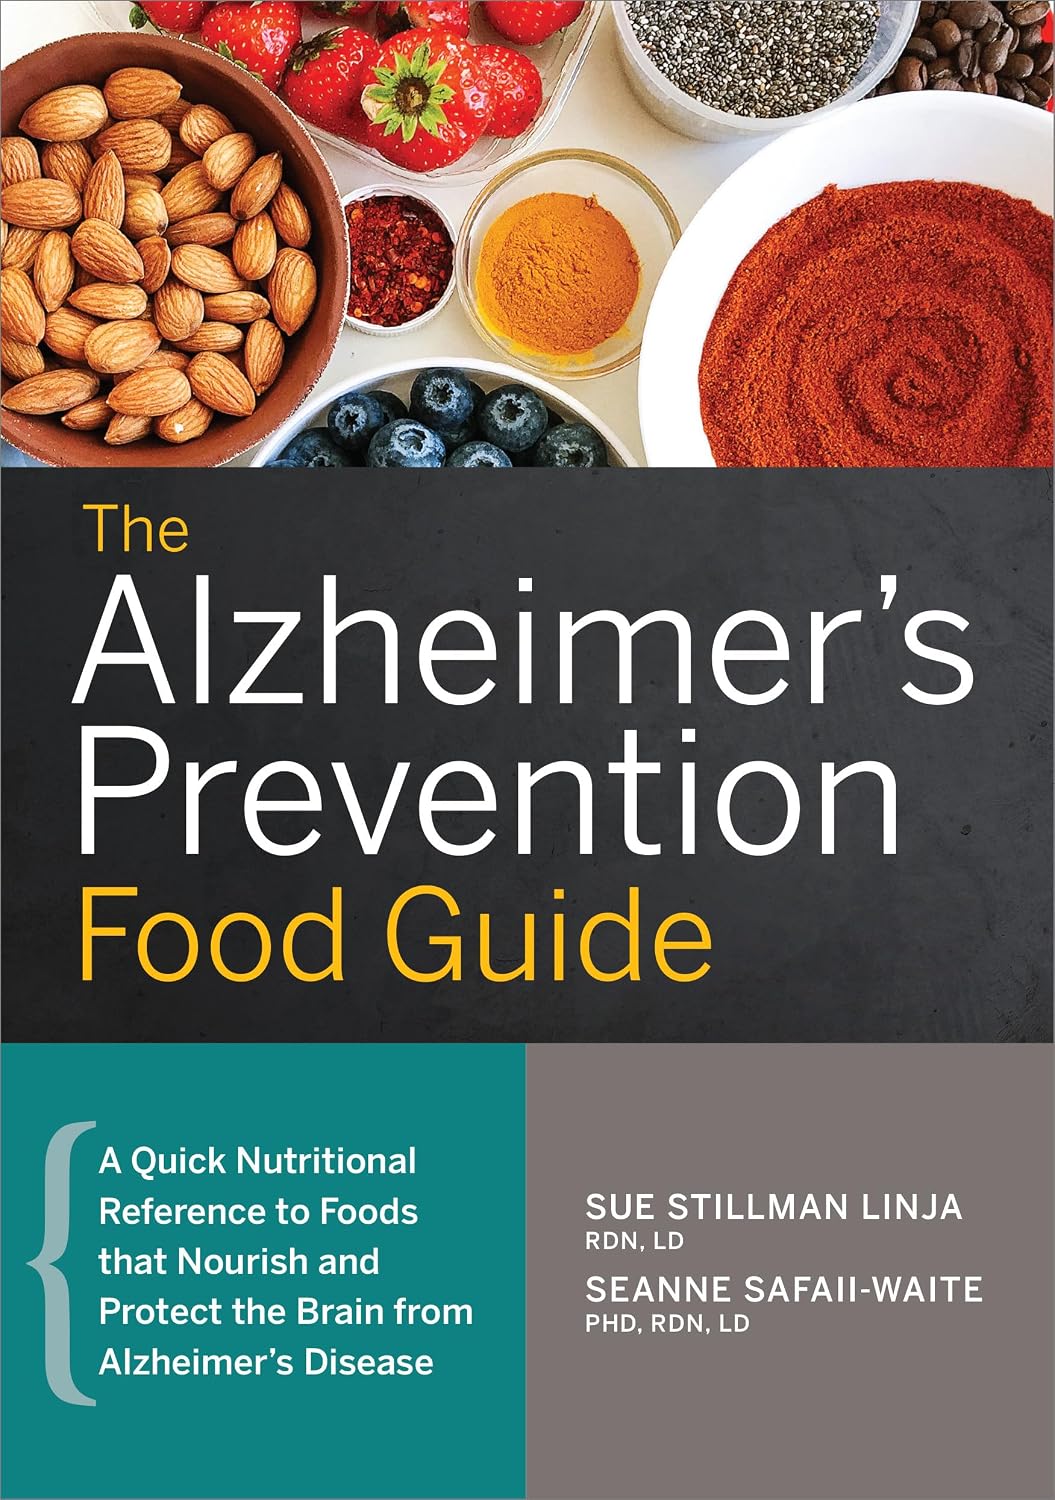 The
Alzheimer’s
Prevention
Food Guide
A Quick Nutritional
Reference to Foods
that Nourish and
Protect the Brain from
Alzheimer’s Disease
SUE STILLMAN LINJA
RDN, LD
SEANNE SAFAII-WAITE
PHD, RDN, LD